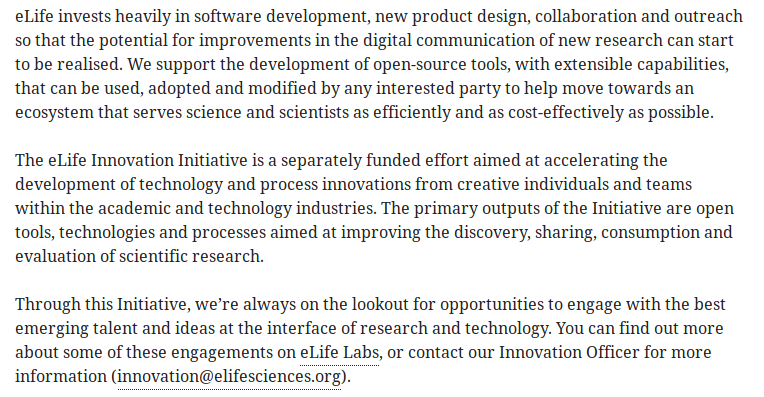 eLife invests heavily in software development, new product design, collaboration and outreach
so that the potential for improvements in the digital communication of new research can start
to be realised. We support the development of open-source tools, with extensible capabilities,
that can be used, adopted and modified by any interested party to help move towards an
ecosystem that serves science and scientists as efficiently and as cost-effectively as possible.
The eLife Innovation Initiative is a separately funded effort aimed at accelerating the
development of technology and process innovations from creative individuals and teams
within the academic and technology industries. The primary outputs of the Initiative are open
tools, technologies and processes aimed at improving the discovery, sharing, consumption and
evaluation of scientific research.
Through this Initiative, we’re always on the lookout for opportunities to engage with the best
emerging talent and ideas at the interface of research and technology. You can find out more
about some of these engagements on eLife Labs, or contact our Innovation Officer for more
information (innovation@elifesciences.org).